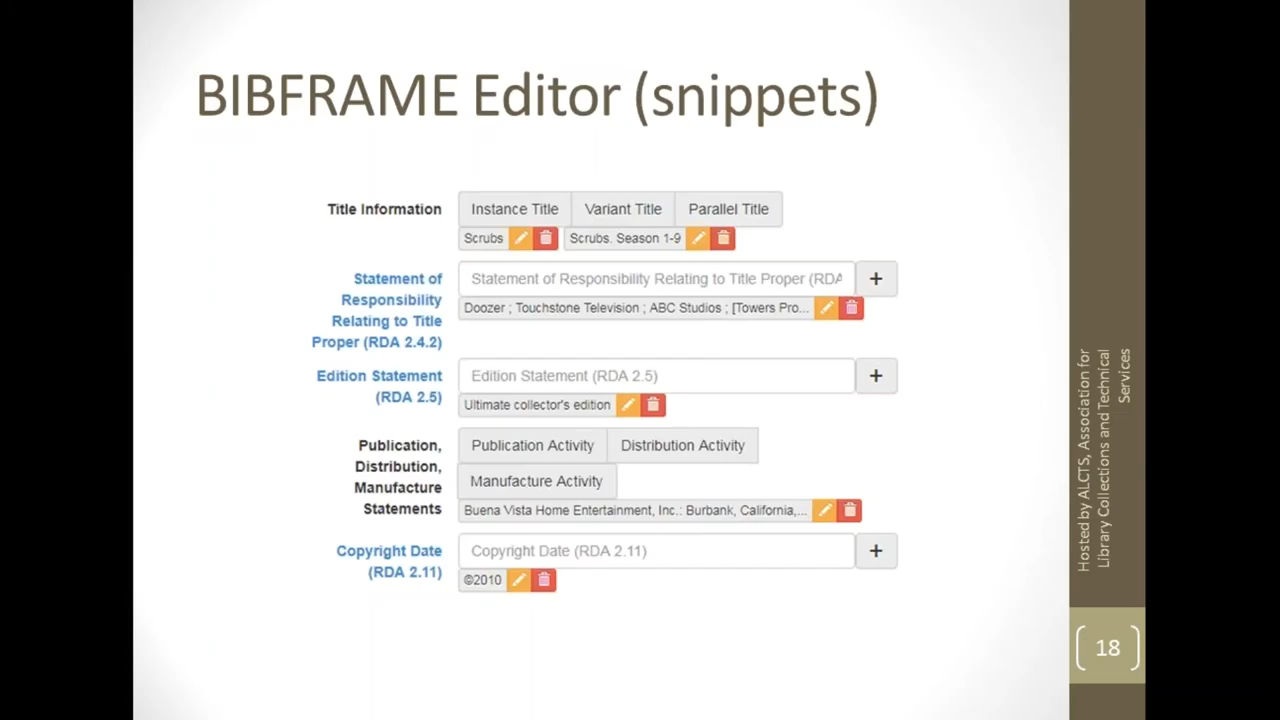 BIBFRAME Editor (snippets)
Title Information
Instance Title
Variant Title
Parallel Title
Scrubs
Scrubs. Season 1-9
Statement of
Responsibility
Relating to Title
Proper (RDA 2.4.2)
Statement of Responsibility Relating to Title Proper (RDA
+
Doozer ; Touchstone Television ; ABC Studios ; [Towers Pro...
Edition Statement
(RDA 2.5)
Edition Statement (RDA 2.5)
+
Ultimate collector's edition
Publication,
Distribution,
Manufacture
Statements
Publication Activity
Distribution Activity
Manufacture Activity
Buena Vista Home Entertainment, Inc.: Burbank, California,...
Copyright Date
(RDA 2.11)
Copyright Date (RDA 2.11)
+
©2010
Hosted by ALCTS, Association for
Library Collections and Technical
Services
18